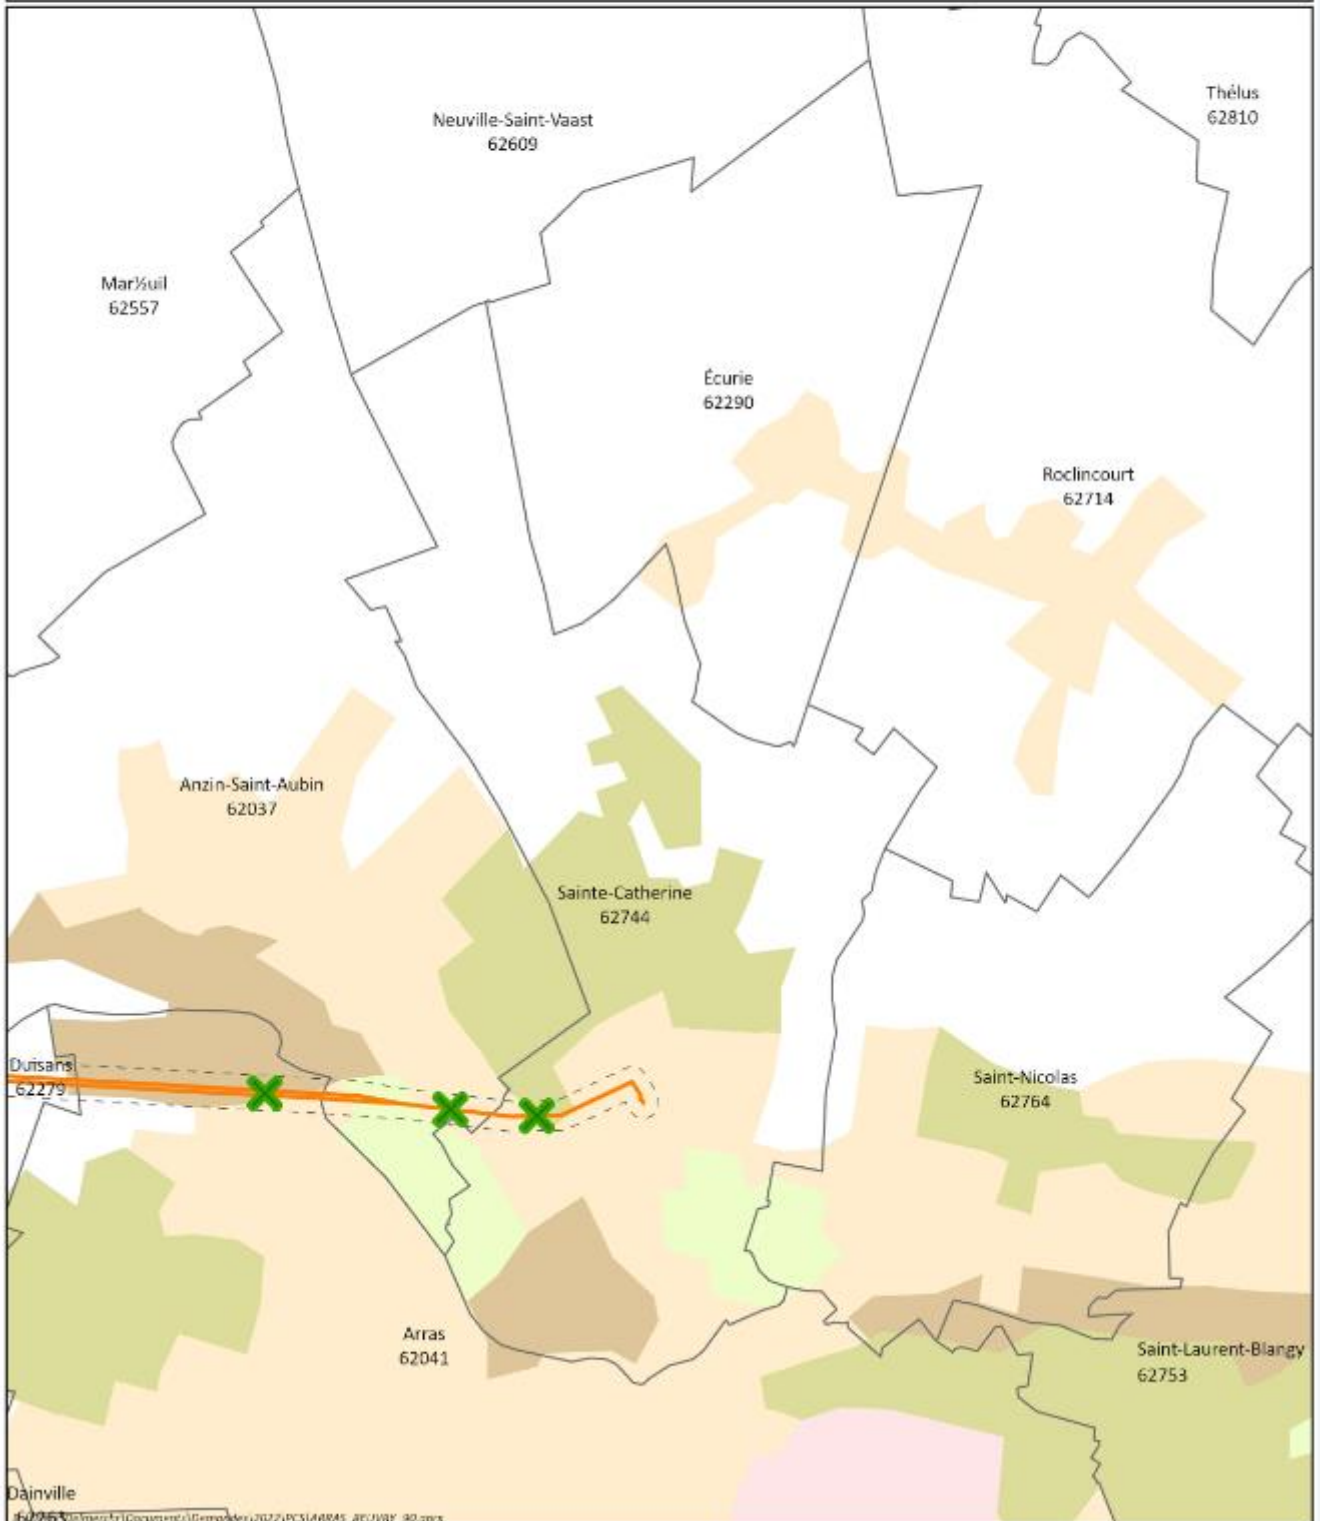 Neuville-Saint-Vaast
62609
Thélus
62810
Mar½uil
62557
Écurie
62290
Roclincourt
62714
Anzin-Saint-Aubin
62037
Sainte-Catherine
62744
Duisans
62279
Saint-Nicolas
62764
Arras
62041
Saint-Laurent-Blangy
62753
Dainville